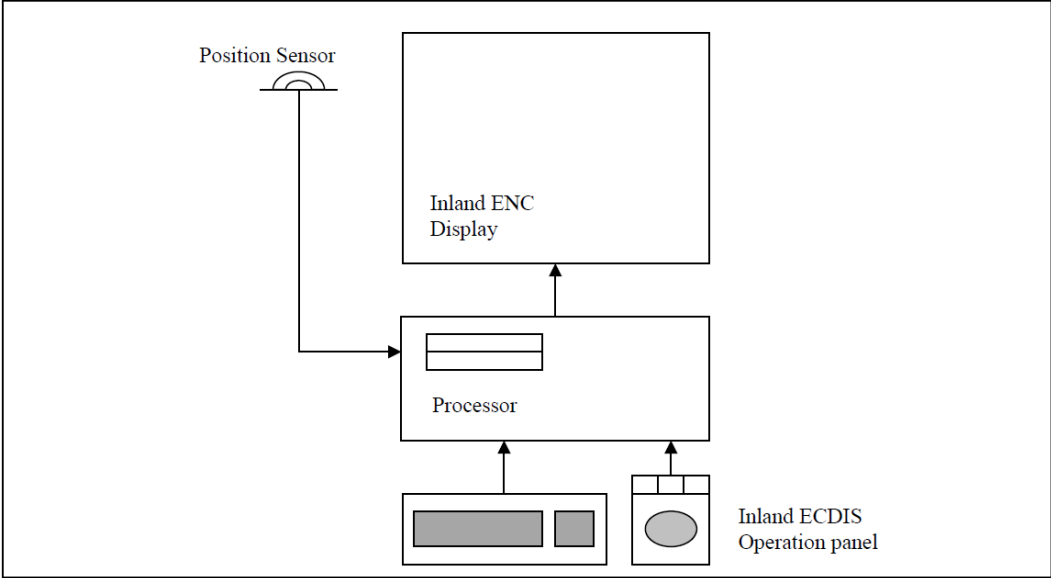 Position Sensor
Inland ENC
Display
Processor
Inland ECDIS
Operation panel